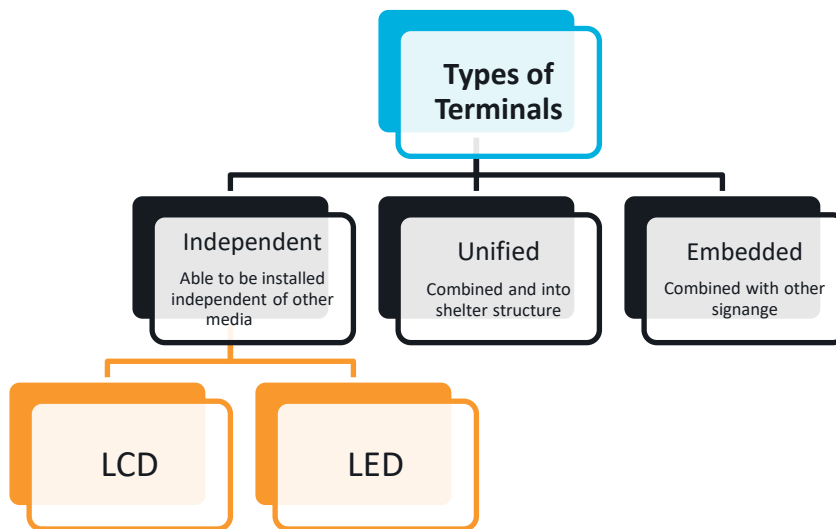 Types of
Terminals
Independent
Able to be installed
independent of other
media
Unified
Combined and into
shelter structure
Embedded
Combined with other
signange
LCD
LED